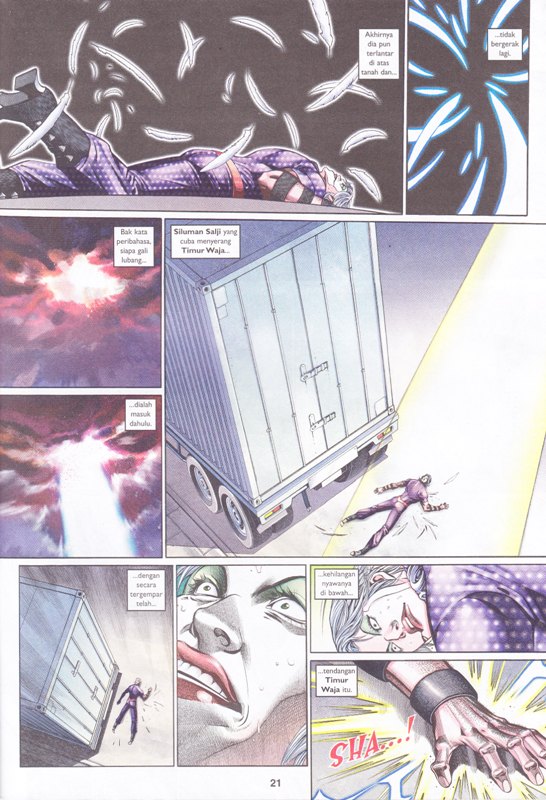 Akhirnya
dia pun
terlantar
di atas
tanah dan...
...tidak
bergerak
lagi.
Bak kata
peribahasa,
siapa gali
lubang...
Siluman Salji yang
cuba menyerang
Timur Waja...
...dialah
masuk
dahulu.
...dengan
secara
tergempar
telah...
...kehilangan
nyawanya
di bawah...
...tendangan
Timur
Waja itu.
SHA...!
21